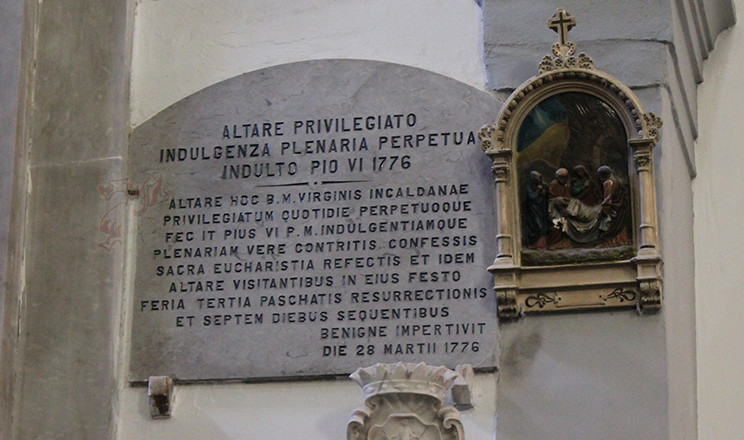 ALTARE PRIVILEGIATO
INDULGENZA PLENARIA PERPETUA
INDULTO PIO VI 1776
ALTARE HOC B.M. VIRGINIS INCALDANAE
PRIVILEGIATUM QUOTIDIE PERPETUOQUE
FEC IT PIUS VI P.M. INDULGENTIAMQUE
PLENARIAM VERE CONTRITIS, CONFESSIS
SACRA EUCHARISTIA REFECTIS ET IDEM
ALTARE VISITANTIBUS IN EIUS FESTO
FERIA TERTIA PASCHATIS RESURRECTIONIS
ET SEPTEM DIEBUS SEQUENTIBUS
BENIGNE IMPERTIVIT
DIE 28 MARTII 1776